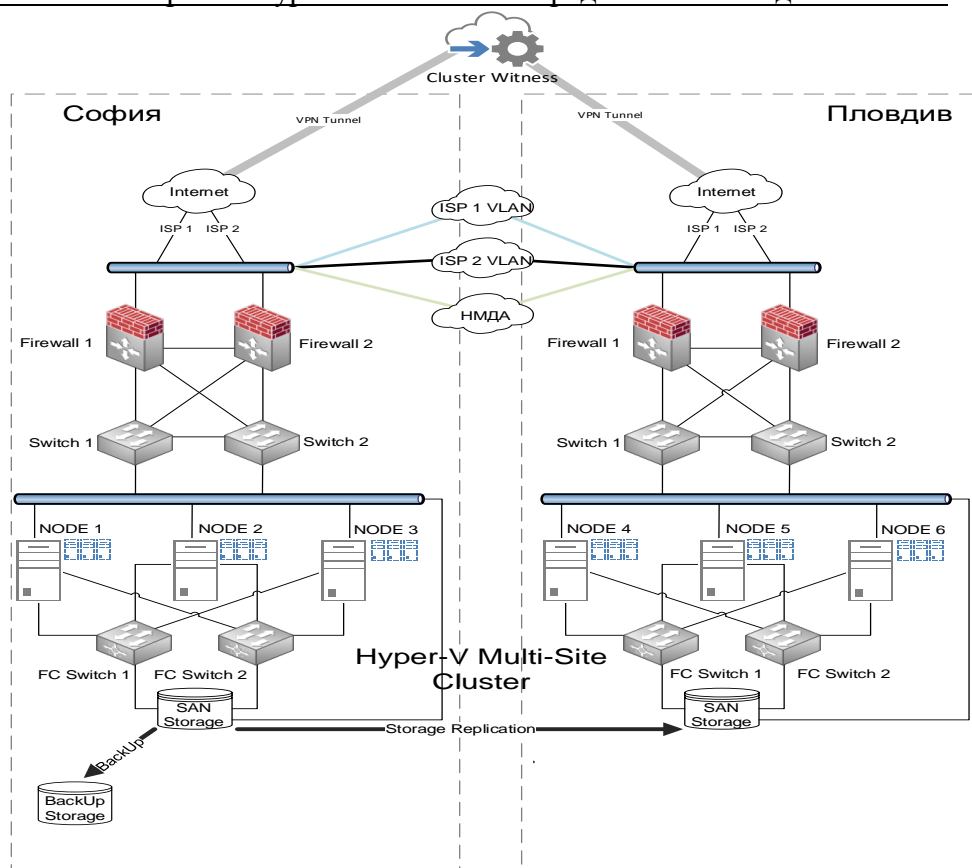 Cluster Witness
София
Пловдив
VPN Tunnel
VPN Tunnel
Internet
Internet
ISP 1 VLAN
ISP 1
ISP 2
ISP 1
ISP 2
ISP 2 VLAN
НМДА
Firewall 1
Firewall 2
Firewall 1
Firewall 2
Switch 1
Switch 2
Switch 1
Switch 2
NODE 1
NODE 2
NODE 3
NODE 4
NODE 5
NODE 6
Hyper-V Multi-Site
Cluster
FC Switch 1
FC Switch 2
FC Switch 1
FC Switch 2
SAN
Storage
SAN
Storage
Storage Replication
BackUp
BackUp
Storage